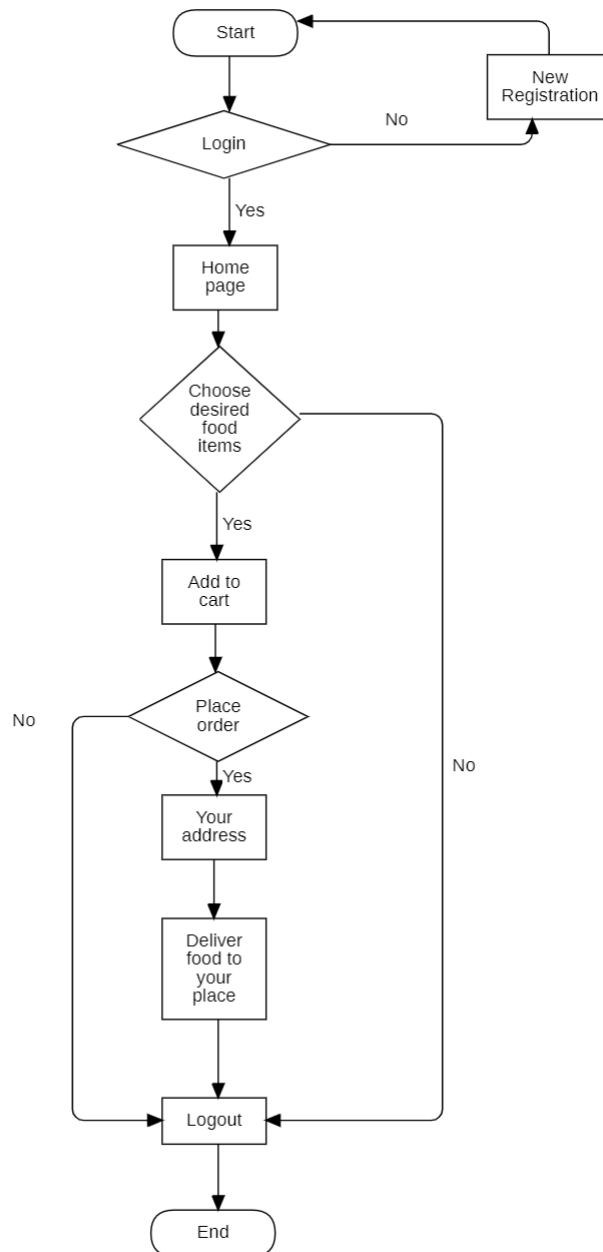 Start
New
Registration
No
Login
Yes
Home
page
Choose
desired
food
items
Yes
Add to
cart
Place
order
No
Yes
No
Your
address
Deliver
food to
your
place
Logout
End